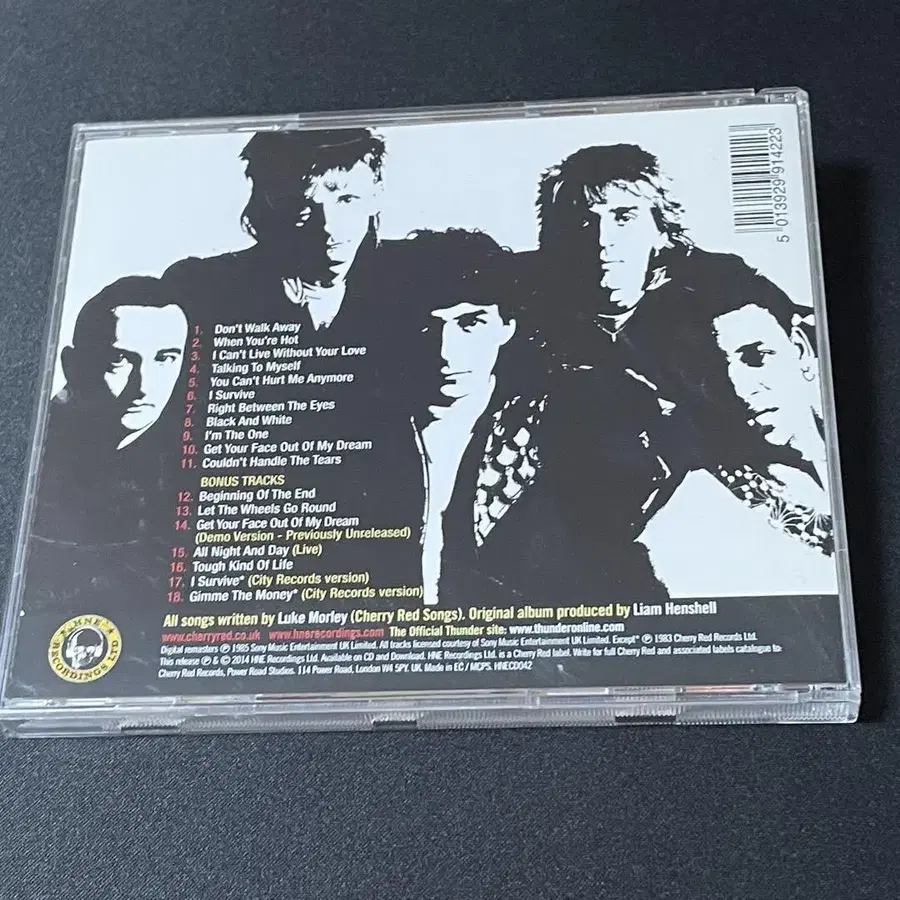 1. Don't Walk Away
2. When You're Hot
3. I Can't Live Without Your Love
4. Talking To Myself
5. You Can't Hurt Me Anymore
6. I Survive
7. Right Between The Eyes
8. Black And White
9. I'm The One
10. Get Your Face Out Of My Dream
11. Couldn't Handle The Tears
BONUS TRACKS
12. Beginning Of The End
13. Let The Wheels Go Round
14. Get Your Face Out Of My Dream
(Demo Version - Previously Unreleased)
15. All Night And Day (Live)
16. Tough Kind Of Life
17. I Survive* (City Records version)
18. Gimme The Money* (City Records version)
All songs written by Luke Morley (Cherry Red Songs). Original album produced by Liam Henshell
www.cherryred.co.uk www.hnerecordings.com The Official Thunder site: www.thunderonline.com
Digital remasters ℗ 1985 Sony Music Entertainment UK Limited. All tracks licensed courtesy of Sony Music Entertainment UK Limited. Except* ℗ 1983 Cherry Red Records Ltd.
This release ℗ & © 2014 HNE Recordings Ltd. Available on CD and Download. HNE Recordings Ltd. is a Cherry Red label. Write for full Cherry Red and associated labels catalogue to:
Cherry Red Records, Power Road Studios, 114 Power Road, London W4 5PY. UK. Made in EC / MCPS. HNECD042
HNE RECORDINGS LTD
5 013929 914223